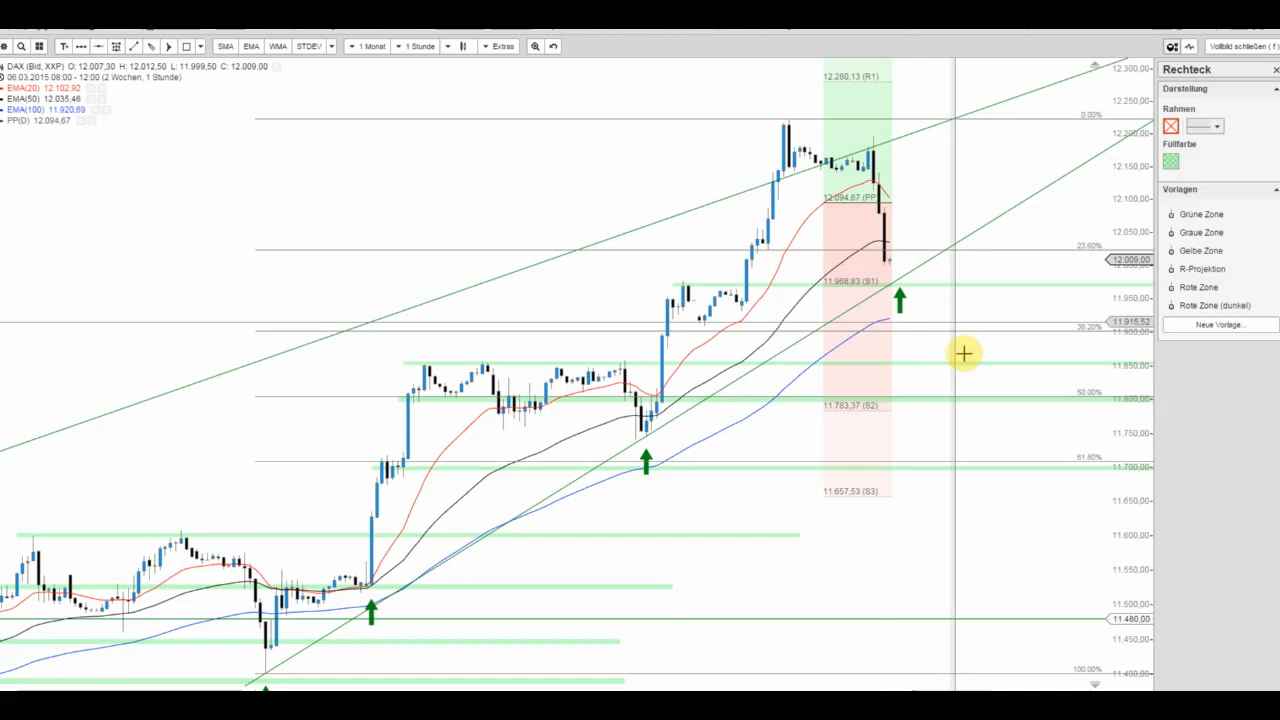 T+
SMA EMA WMA STDEV 1 Monat 1 Stunde Extras
Vollbild schließen ( f )
DAX (Bid, XXP) O: 12.007,30 H: 12.012,50 L: 11.999,50 C: 12.009,00
06.03.2015 08:00 - 12:00 (2 Wochen, 1 Stunde)
EMA(20) 12.102,92
EMA(50) 12.035,46
EMA(100) 11.920,69
PP(D) 12.094,67
12.280,13 (R1)
0.00%
12.094,67 (PP
23.60%
11.968,83 (S1)
38.20%
50.00%
11.783,37 (S2)
61.80%
11.657,53 (S3)
100.00%
12.300,00
12.250,00
12.200,00
12.150,00
12.100,00
12.050,00
12.009,00
11.950,00
11.915,52
11.900,00
11.850,00
11.800,00
11.750,00
11.700,00
11.650,00
11.600,00
11.550,00
11.500,00
11.480,00
11.450,00
11.400,00
Rechteck
Darstellung
Rahmen
Füllfarbe
Vorlagen
Grüne Zone
Graue Zone
Gelbe Zone
R-Projektion
Rote Zone
Rote Zone (dunkel)
Neue Vorlage...